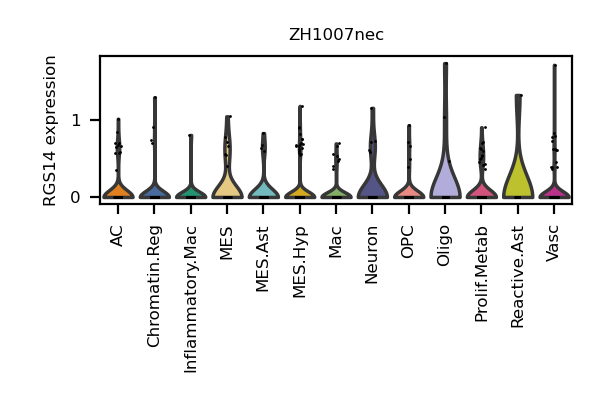 ZH1007nec
RGS14 expression
1
0
AC
Chromatin.Reg
Inflammatory.Mac
MES
MES.Ast
MES.Hyp
Mac
Neuron
OPC
Oligo
Prolif.Metab
Reactive.Ast
Vasc